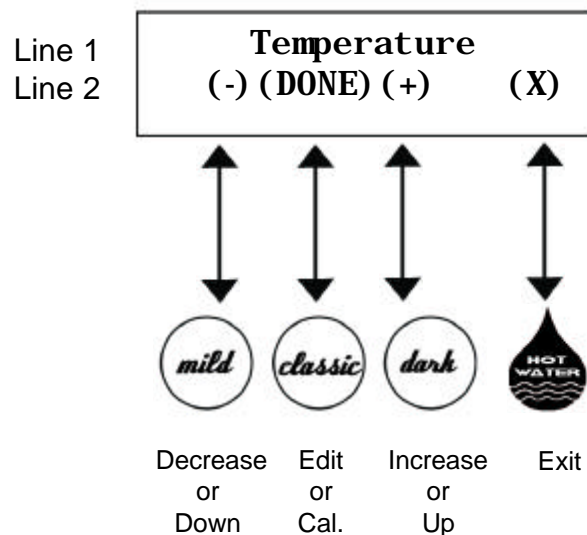 Line 1 Temperature
Line 2 (-) (DONE) (+) (X)
mild classic dark HOT WATER
Decrease or Down
Edit or Cal.
Increase or Up
Exit